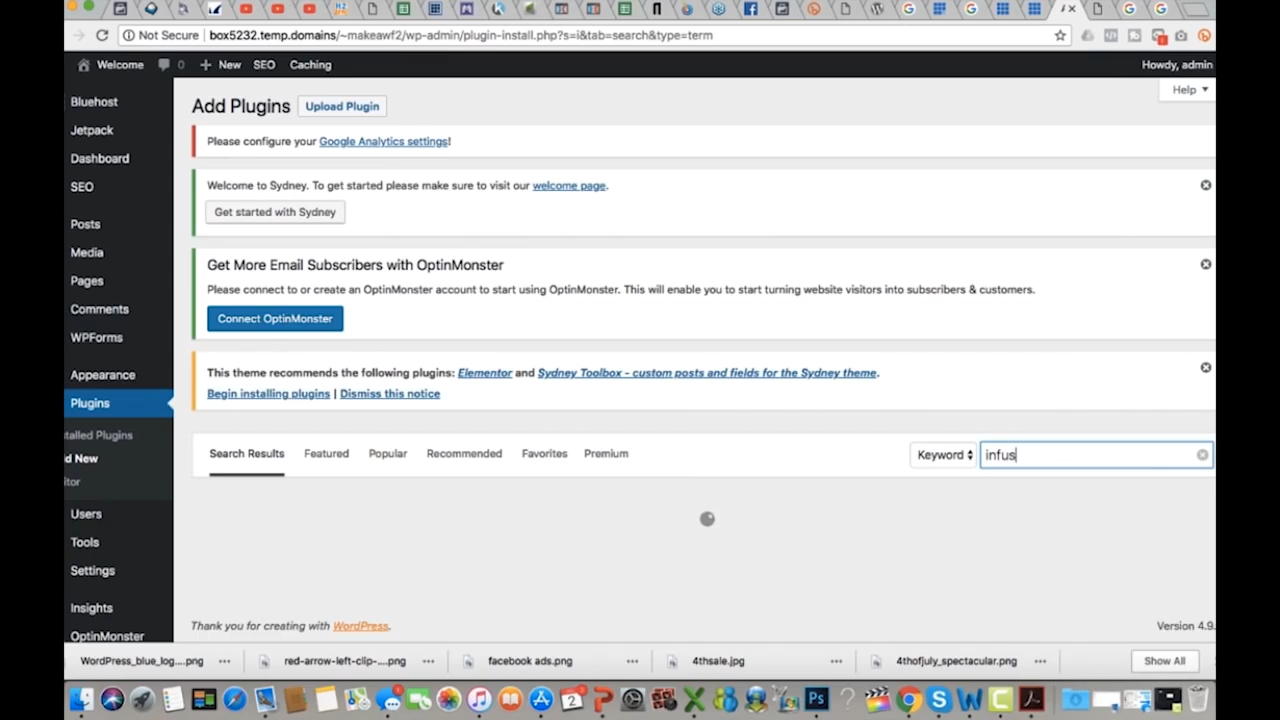 Not Secure box5232.temp.domains/~makeawf2/wp-admin/plugin-install.php?s=i&tab=search&type=term
Welcome 0 + New SEO Caching Howdy, admin
Help
Bluehost
Jetpack
Dashboard
SEO
Posts
Media
Pages
Comments
WPForms
Appearance
Plugins
talled Plugins
d New
itor
Users
Tools
Settings
Insights
OptinMonster
Add Plugins Upload Plugin
Please configure your Google Analytics settings!
Welcome to Sydney. To get started please make sure to visit our welcome page.
Get started with Sydney
Get More Email Subscribers with OptinMonster
Please connect to or create an OptinMonster account to start using OptinMonster. This will enable you to start turning website visitors into subscribers & customers.
Connect OptinMonster
This theme recommends the following plugins: Elementor and Sydney Toolbox - custom posts and fields for the Sydney theme.
Begin installing plugins | Dismiss this notice
Search Results Featured Popular Recommended Favorites Premium Keyword infus
Thank you for creating with WordPress. Version 4.9.
WordPress_blue_log....png red-arrow-left-clip-....png facebook ads.png 4thsale.jpg 4thofjuly_spectacular.png Show All